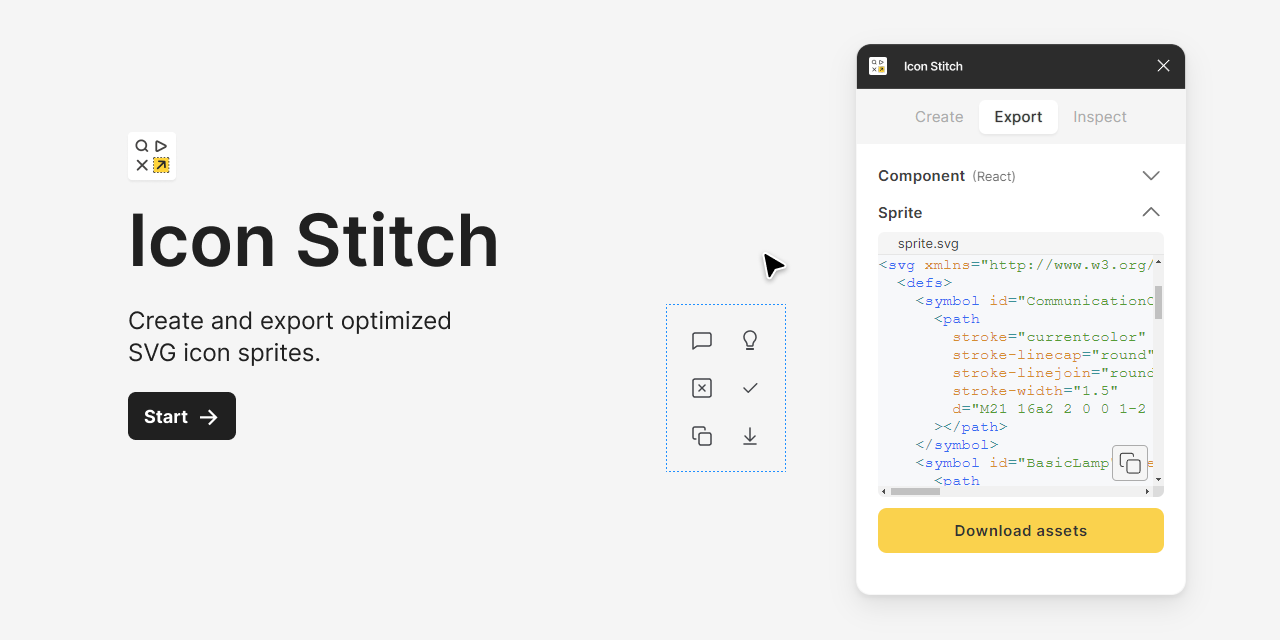 Icon Stitch
Create and export optimized
SVG icon sprites.
Start
Icon Stitch
Create Export Inspect
Component (React)
Sprite
sprite.svg
<svg xmlns="http://www.w3.org/
<defs>
<symbol id="Communication
<path
stroke="currentcolor"
stroke-linecap="round"
stroke-linejoin="round
stroke-width="1.5"
d="M21 16a2 2 0 0 1-2
></path>
</symbol>
<symbol id="BasicLamp
<path
Download assets